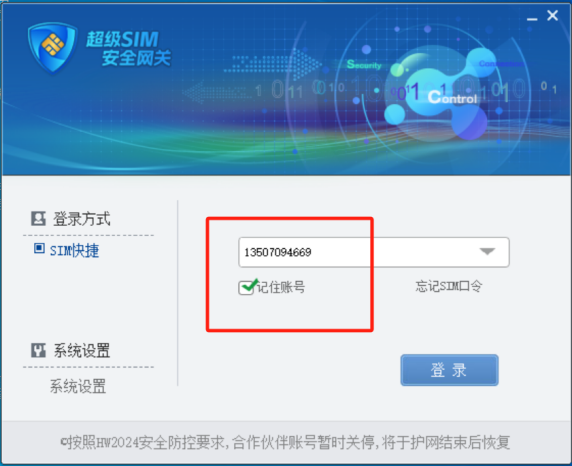 超级SIM
安全网关
Security
Control
登录方式
SIM快捷
13507094669
记住账号
忘记SIM口令
系统设置
系统设置
登录
©按照HW2024安全防控要求,合作伙伴账号暂时关停,将于护网结束后恢复